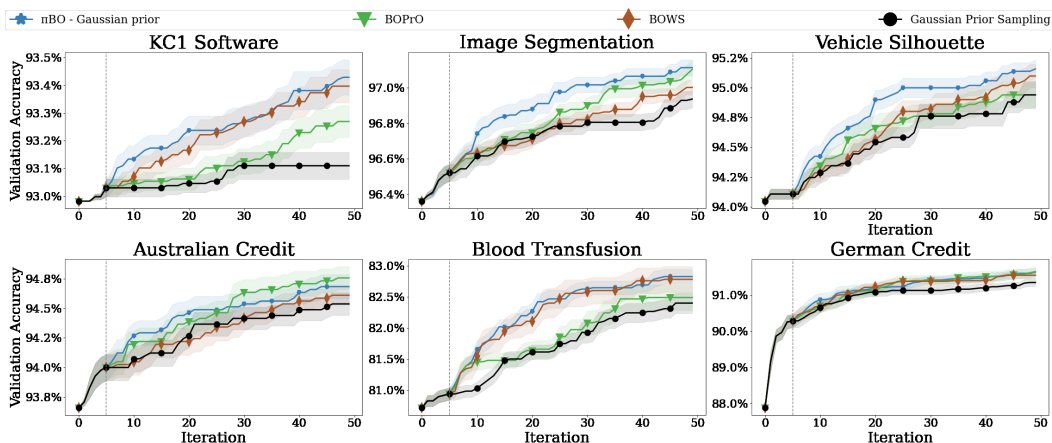 πBO - Gaussian prior BOPrO BOWS Gaussian Prior Sampling
KC1 Software
Validation Accuracy
93.5%
93.4%
93.3%
93.2%
93.1%
93.0%
0 10 20 30 40 50
Image Segmentation
97.0%
96.8%
96.6%
96.4%
0 10 20 30 40 50
Vehicle Silhouette
95.2%
95.0%
94.8%
94.5%
94.2%
94.0%
0 10 20 30 40 50
Iteration
Australian Credit
Validation Accuracy
94.8%
94.5%
94.2%
94.0%
93.8%
0 10 20 30 40 50
Iteration
Blood Transfusion
83.0%
82.5%
82.0%
81.5%
81.0%
0 10 20 30 40 50
Iteration
German Credit
91.0%
90.0%
89.0%
88.0%
0 10 20 30 40 50
Iteration